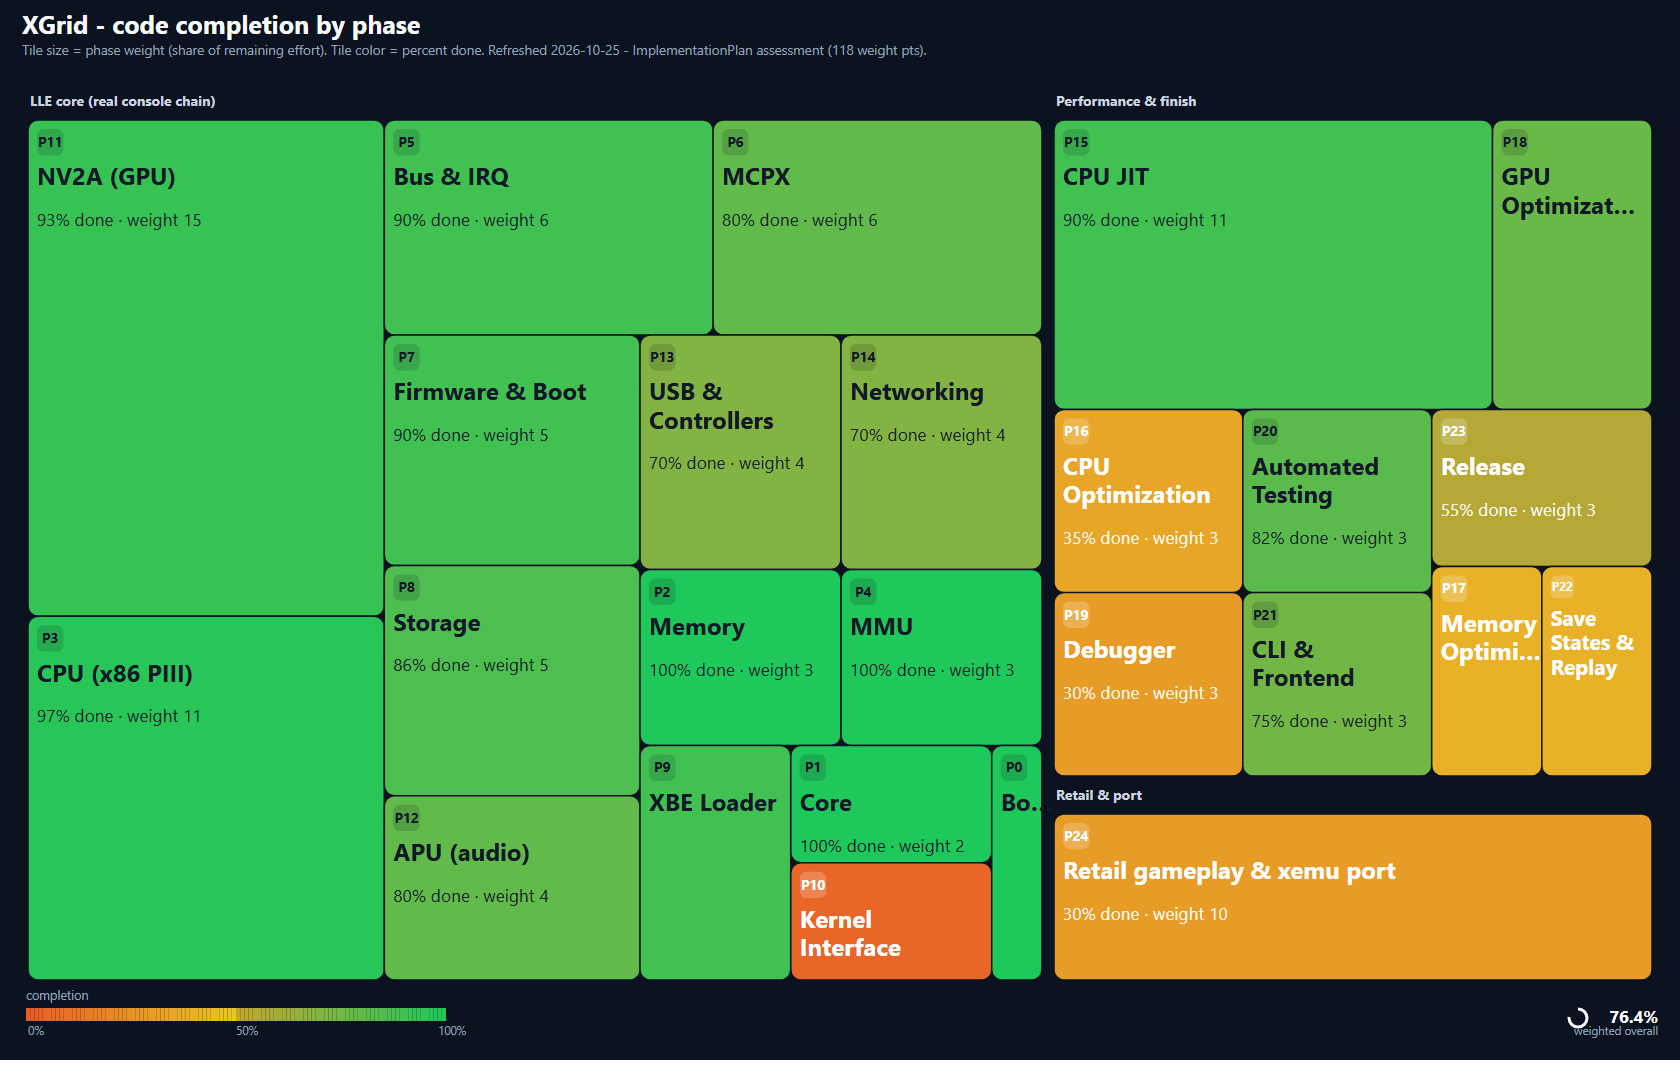 XGrid - code completion by phase
Tile size = phase weight (share of remaining effort). Tile color = percent done. Refreshed 2026-10-25 - ImplementationPlan assessment (118 weight pts).
LLE core (real console chain)
P11
NV2A (GPU)
93% done · weight 15
P5
Bus & IRQ
90% done · weight 6
P6
MCPX
80% done · weight 6
P7
Firmware & Boot
90% done · weight 5
P13
USB &
Controllers
70% done · weight 4
P14
Networking
70% done · weight 4
P3
CPU (x86 PIII)
97% done · weight 11
P8
Storage
86% done · weight 5
P2
Memory
100% done · weight 3
P4
MMU
100% done · weight 3
P12
APU (audio)
80% done · weight 4
P9
XBE Loader
P1
Core
100% done · weight 2
P0
Bo..
P10
Kernel
Interface
Performance & finish
P15
CPU JIT
90% done · weight 11
P18
GPU
Optimizat...
P16
CPU
Optimization
35% done · weight 3
P20
Automated
Testing
82% done · weight 3
P23
Release
55% done · weight 3
P19
Debugger
30% done · weight 3
P21
CLI &
Frontend
75% done · weight 3
P17
Memory
Optimi...
P22
Save
States &
Replay
Retail & port
P24
Retail gameplay & xemu port
30% done · weight 10
completion
0%
50%
100%
76.4%
weighted overall